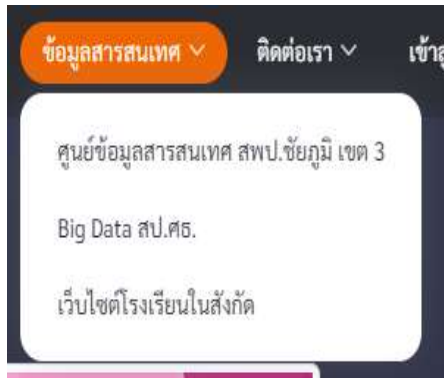 ข้อมูลสารสนเทศ ติดต่อเรา
ศูนย์ข้อมูลสารสนเทศ สพป.ชัยภูมิ เขต 3
Big Data สป.ศธ.
เว็บไซต์โรงเรียนในสังกัด